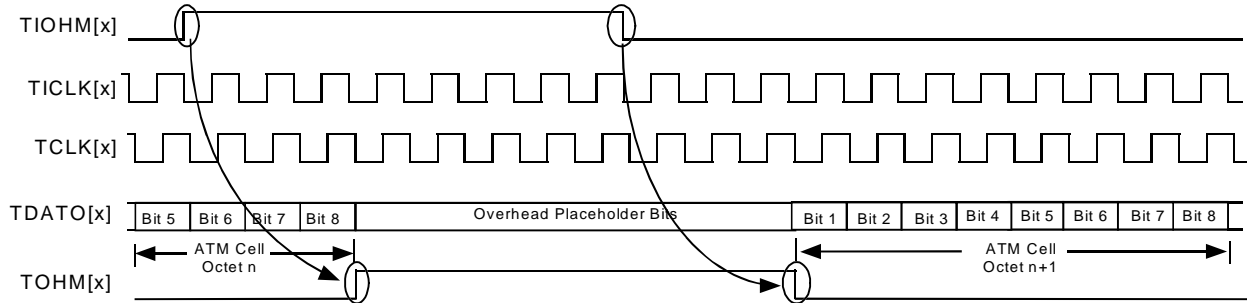 TIOHM[x]
TICLK[x]
TCLK[x]
TDATO[x] Bit 5 Bit 6 Bit 7 Bit 8 Overhead Placeholder Bits Bit 1 Bit 2 Bit 3 Bit 4 Bit 5 Bit 6 Bit 7 Bit 8
ATM Cell ATM Cell
Octet n Octet n+1
TOHM[x]